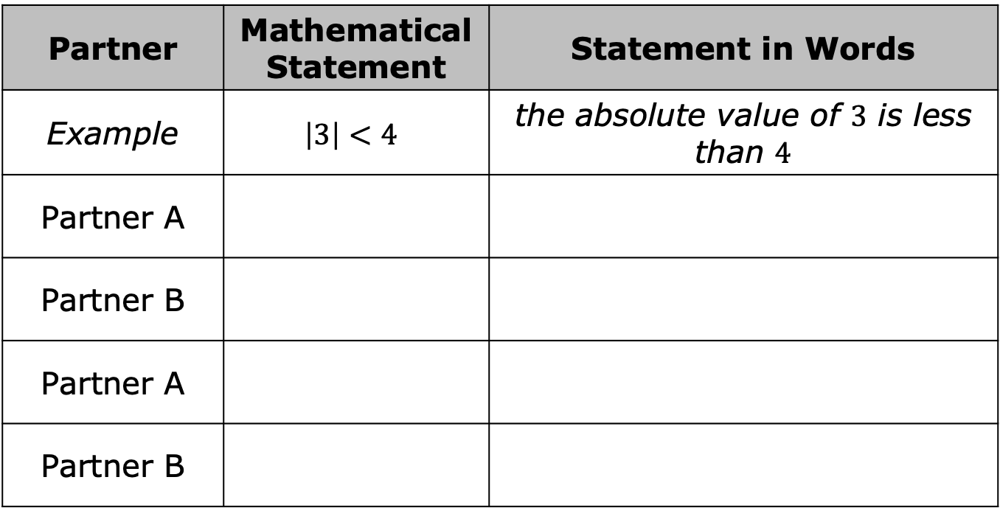 Partner
Mathematical
Statement
Statement in Words
Example
|3| < 4
the absolute value of 3 is less
than 4
Partner A
Partner B
Partner A
Partner B